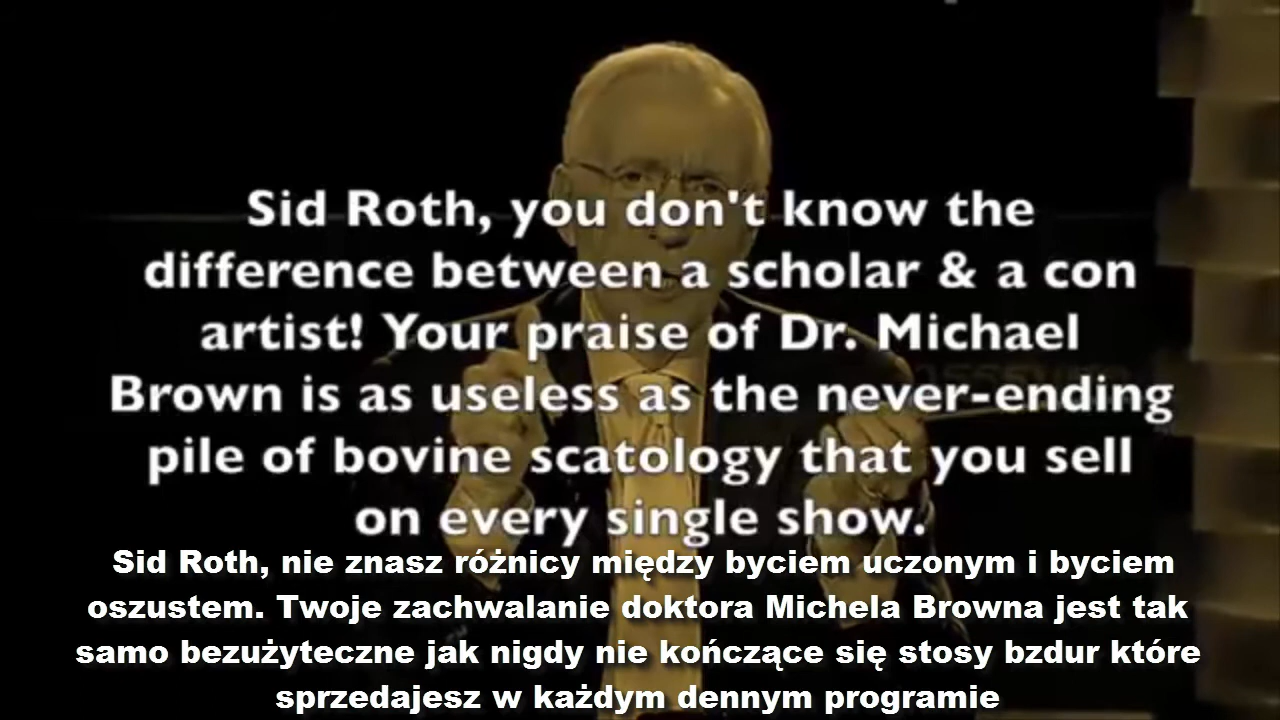 Sid Roth, you don't know the
difference between a scholar & a con
artist! Your praise of Dr. Michael
Brown is as useless as the never-ending
pile of bovine scatology that you sell
on every single show.
Sid Roth, nie znasz różnicy między byciem uczonym i byciem
oszustem. Twoje zachwalanie doktora Michela Browna jest tak
samo bezużyteczne jak nigdy nie kończące się stosy bzdur które
sprzedajesz w każdym dennym programie